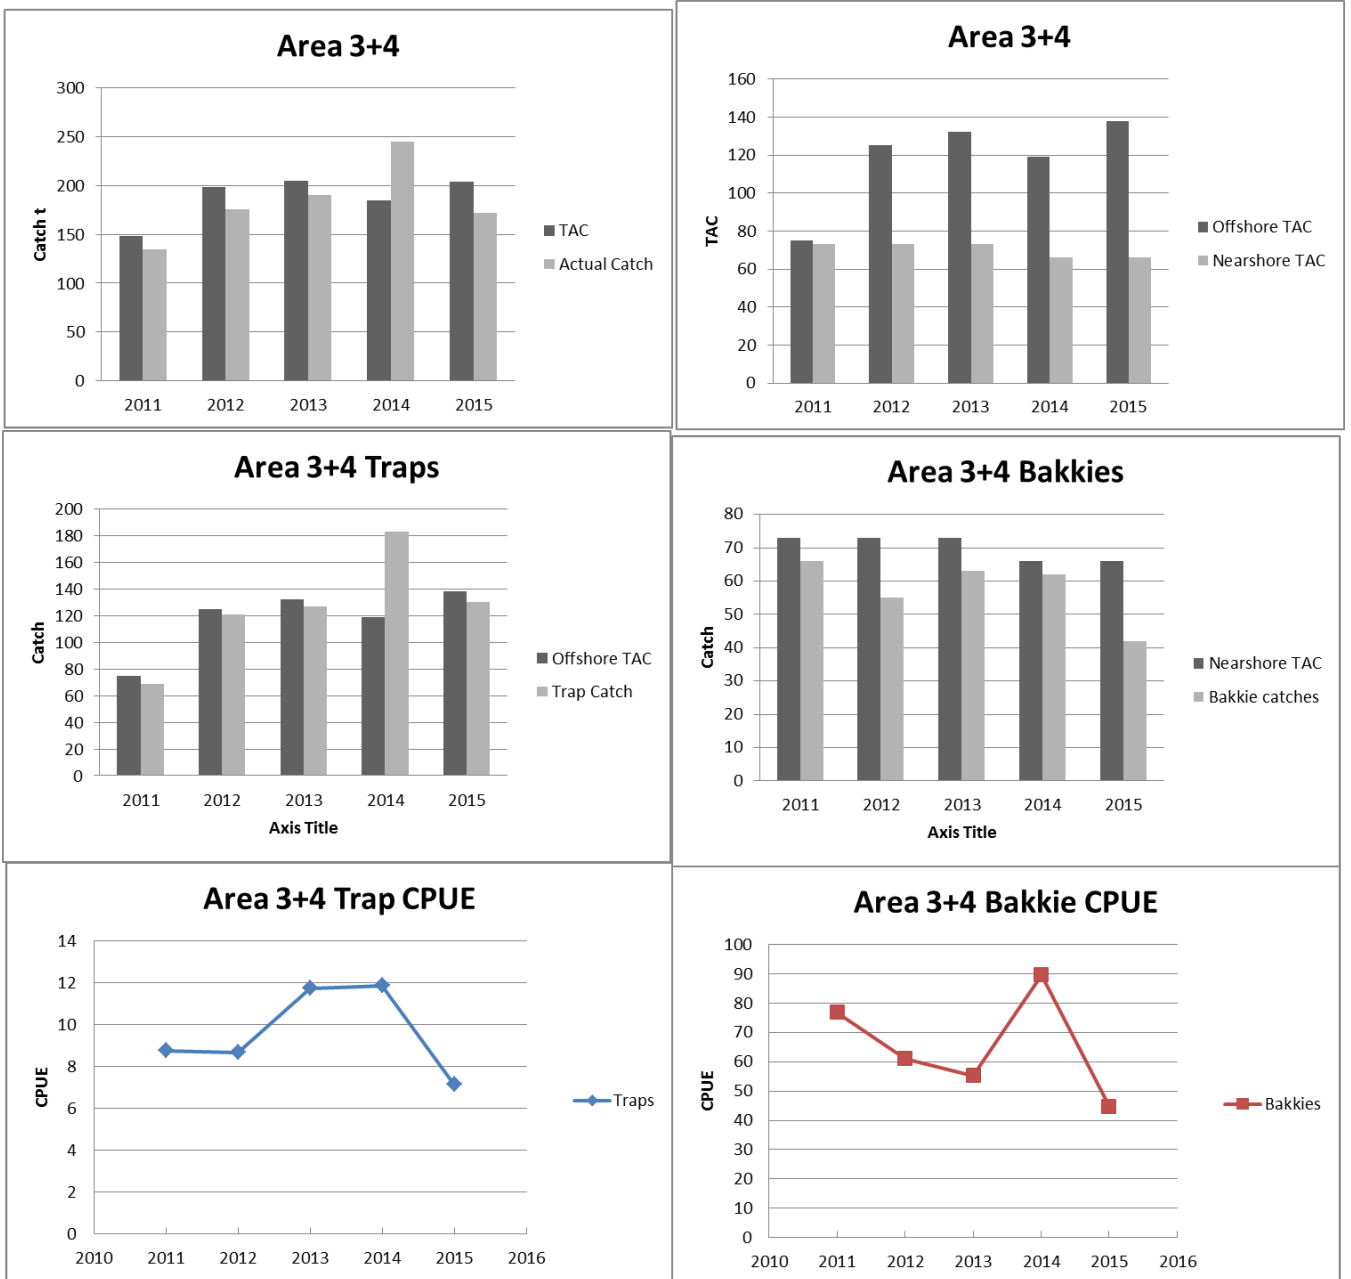 Area 3+4
300
250
200
150
100
50
0
Catch t
2011 2012 2013 2014 2015
TAC
Actual Catch
Area 3+4
160
140
120
100
80
60
40
20
0
TAC
2011 2012 2013 2014 2015
Offshore TAC
Nearshore TAC
Area 3+4 Traps
200
180
160
140
120
100
80
60
40
20
0
Catch
2011 2012 2013 2014 2015
Axis Title
Offshore TAC
Trap Catch
Area 3+4 Bakkies
80
70
60
50
40
30
20
10
0
Catch
2011 2012 2013 2014 2015
Axis Title
Nearshore TAC
Bakkie catches
Area 3+4 Trap CPUE
14
12
10
8
6
4
2
0
CPUE
2010 2011 2012 2013 2014 2015 2016
Traps
Area 3+4 Bakkie CPUE
100
90
80
70
60
50
40
30
20
10
0
CPUE
2010 2011 2012 2013 2014 2015 2016
Bakkies